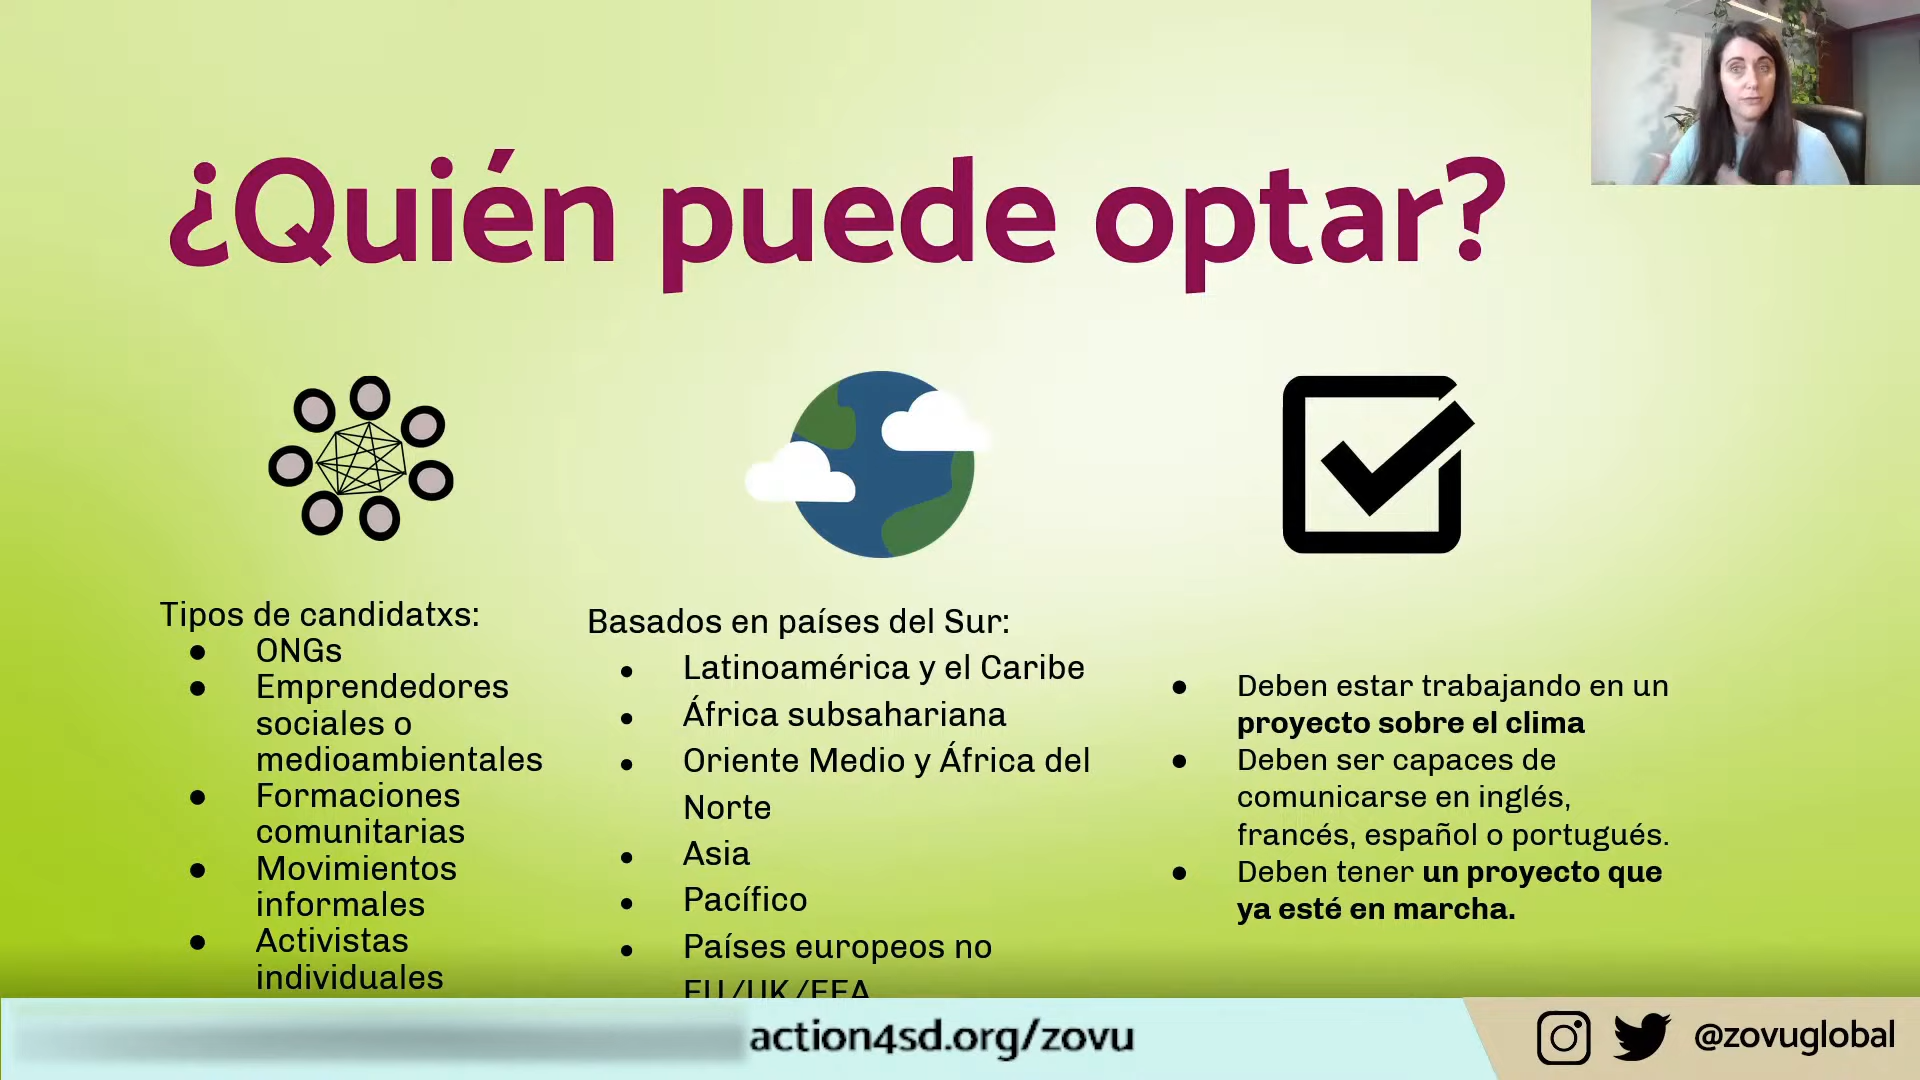 ¿Quién puede optar?
Tipos de candidatxs:
● ONGs
● Emprendedores
sociales o
medioambientales
● Formaciones
comunitarias
● Movimientos
informales
● Activistas
individuales
Basados en países del Sur:
● Latinoamérica y el Caribe
● África subsahariana
● Oriente Medio y África del
Norte
● Asia
● Pacífico
● Países europeos no
EU/UK/EEA
● Deben estar trabajando en un
proyecto sobre el clima
● Deben ser capaces de
comunicarse en inglés,
francés, español o portugués.
● Deben tener un proyecto que
ya esté en marcha.
action4sd.org/zovu
@zovuglobal